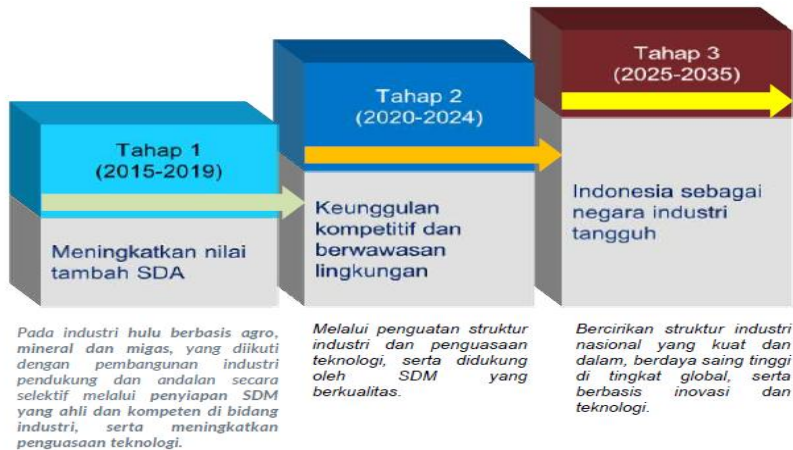 Tahap 1
(2015-2019)
Meningkatkan nilai
tambah SDA
Pada industri hulu berbasis agro,
mineral dan migas, yang diikuti
dengan pembangunan industri
pendukung dan andalan secara
selektif melalui penyiapan SDM
yang ahli dan kompeten di bidang
industri, serta meningkatkan
penguasaan teknologi.
Tahap 2
(2020-2024)
Keunggulan
kompetitif dan
berwawasan
lingkungan
Melalui penguatan struktur
industri dan penguasaan
teknologi, serta didukung
oleh SDM yang
berkualitas.
Tahap 3
(2025-2035)
Indonesia sebagai
negara industri
tangguh
Bercirikan struktur industri
nasional yang kuat dan
dalam, berdaya saing tinggi
di tingkat global, serta
berbasis inovasi dan
teknologi.